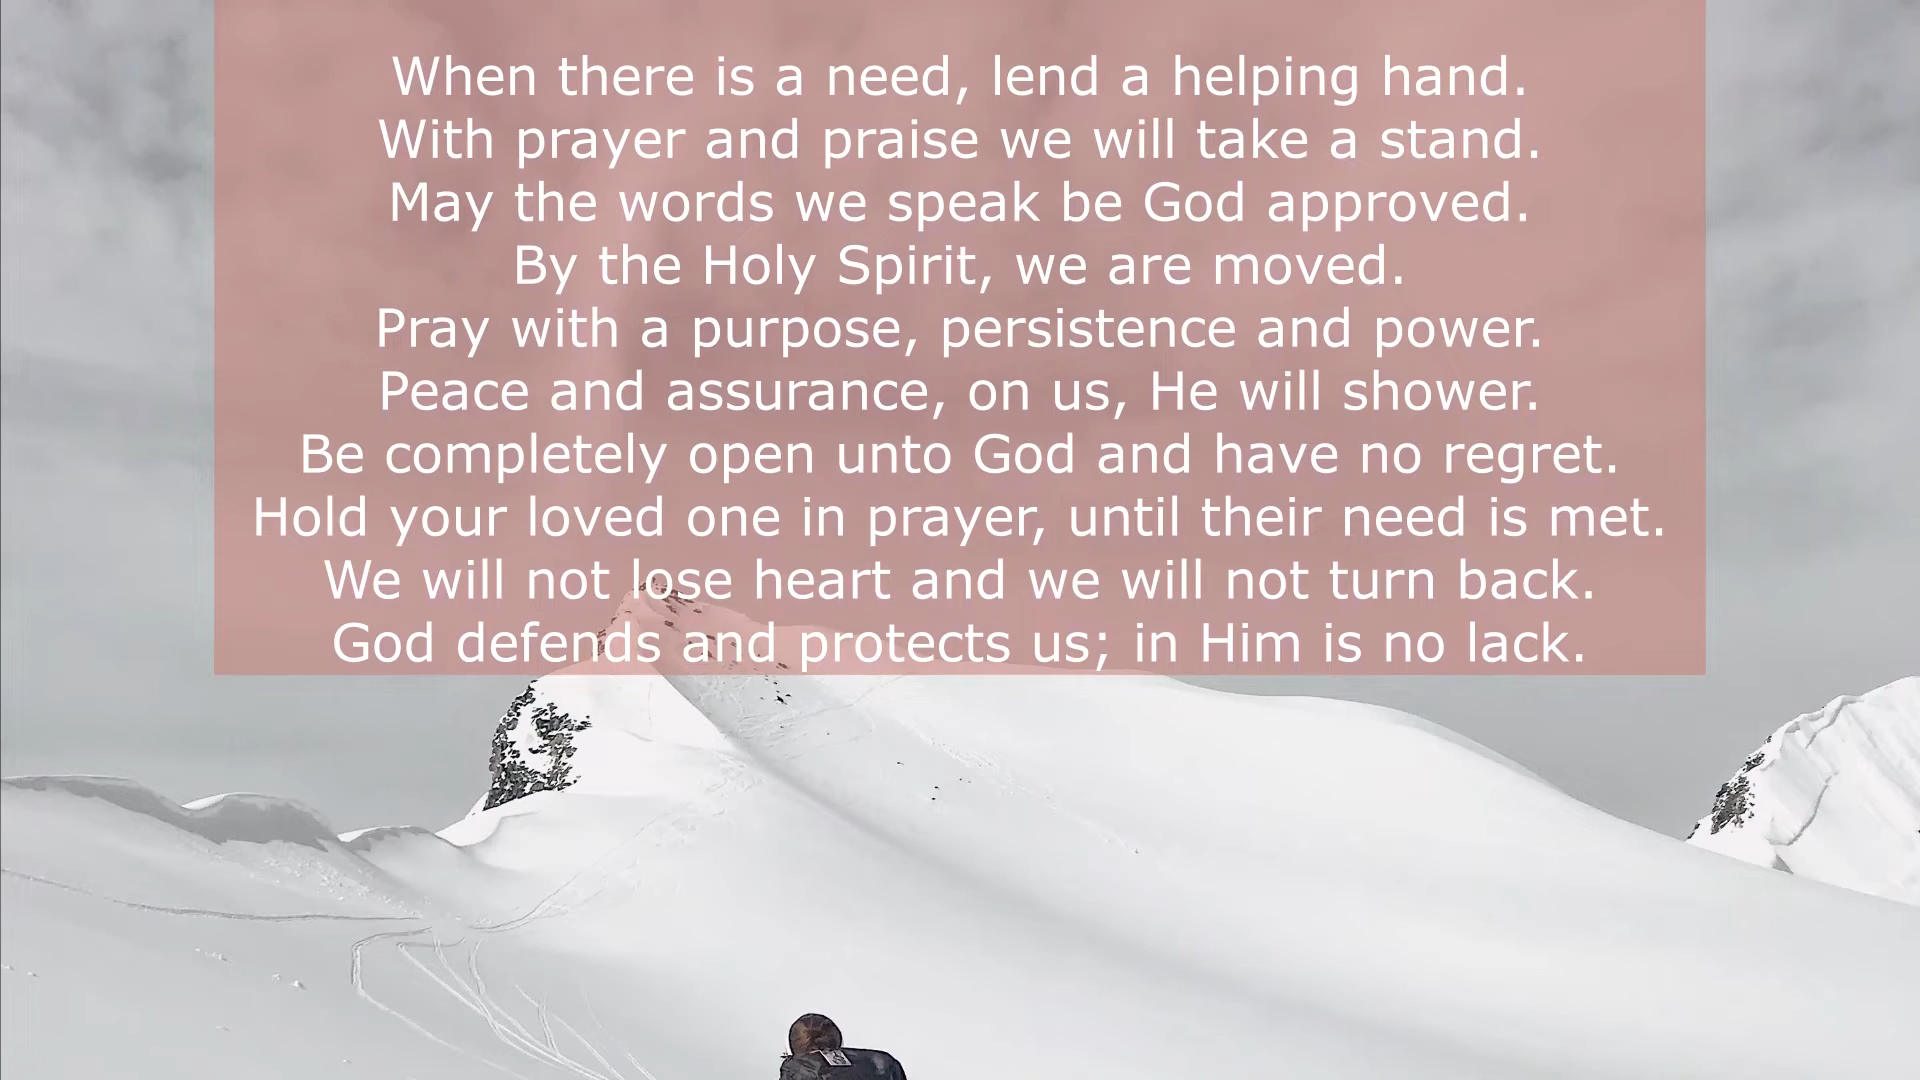 When there is a need, lend a helping hand.
With prayer and praise we will take a stand.
May the words we speak be God approved.
By the Holy Spirit, we are moved.
Pray with a purpose, persistence and power.
Peace and assurance, on us, He will shower.
Be completely open unto God and have no regret.
Hold your loved one in prayer, until their need is met.
We will not lose heart and we will not turn back.
God defends and protects us; in Him is no lack.